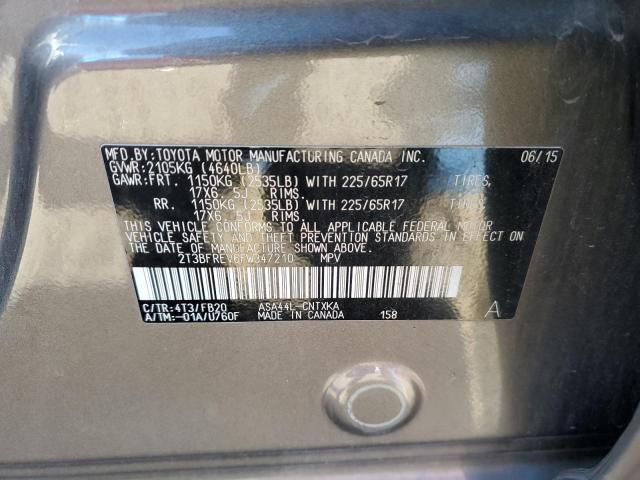 MFD.BY:TOYOTA MOTOR MANUFACTURING CANADA INC. 06/15
GVWR:2105KG (4640LB)
GAWR:FRT. 1150KG (2535LB) WITH 225/65R17 TIRES,
17X6.5J RIMS.
RR. 1150KG (2535LB) WITH 225/65R17 TIRES,
17X6.5J RIMS.
THIS VEHICLE CONFORMS TO ALL APPLICABLE FEDERAL MOTOR
VEHICLE SAFETY AND THEFT PREVENTION STANDARDS IN EFFECT
ON THE DATE OF MANUFACTURE SHOWN ABOVE.
2T3BFREV6FW347210 MPV
C/TR:4T3/FB20 ASA44L-CNTXKA
A/TM:-01A/U760F MADE IN CANADA 158 A